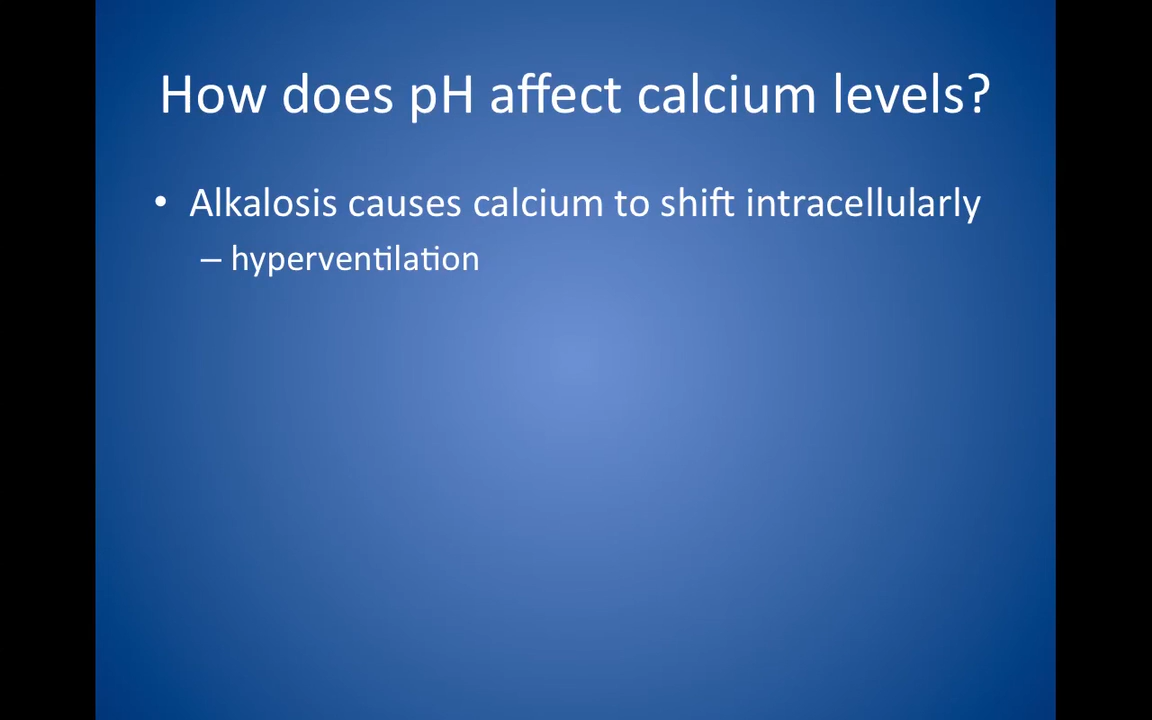 How does pH affect calcium levels?
• Alkalosis causes calcium to shift intracellularly
– hyperventilation